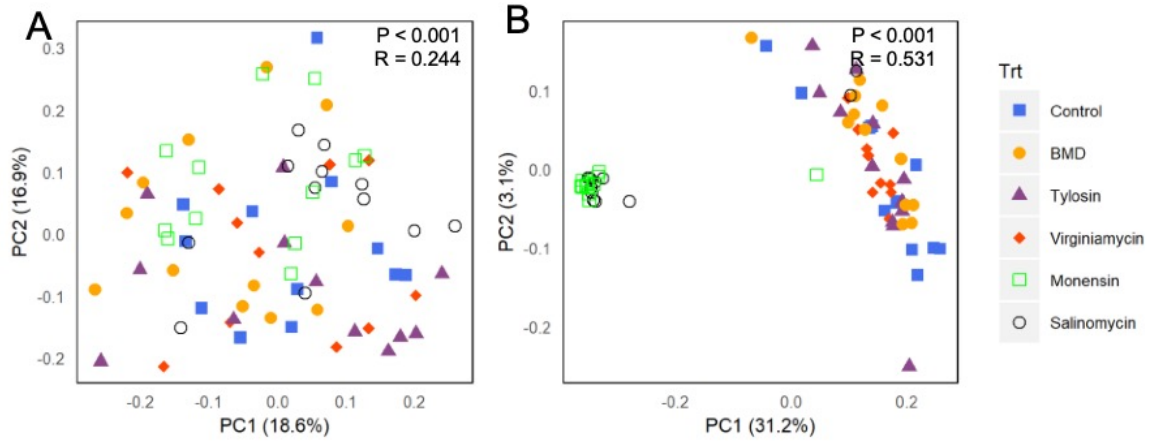 A
P < 0.001
R = 0.244
PC2 (16.9%)
0.3
0.2
0.1
0.0
-0.1
-0.2
-0.2
-0.1
0.0
0.1
0.2
PC1 (18.6%)
B
P < 0.001
R = 0.531
PC2 (3.1%)
0.1
0.0
-0.1
-0.2
-0.2
0.0
0.2
PC1 (31.2%)
Trt
Control
BMD
Tylosin
Virginiamycin
Monensin
Salinomycin